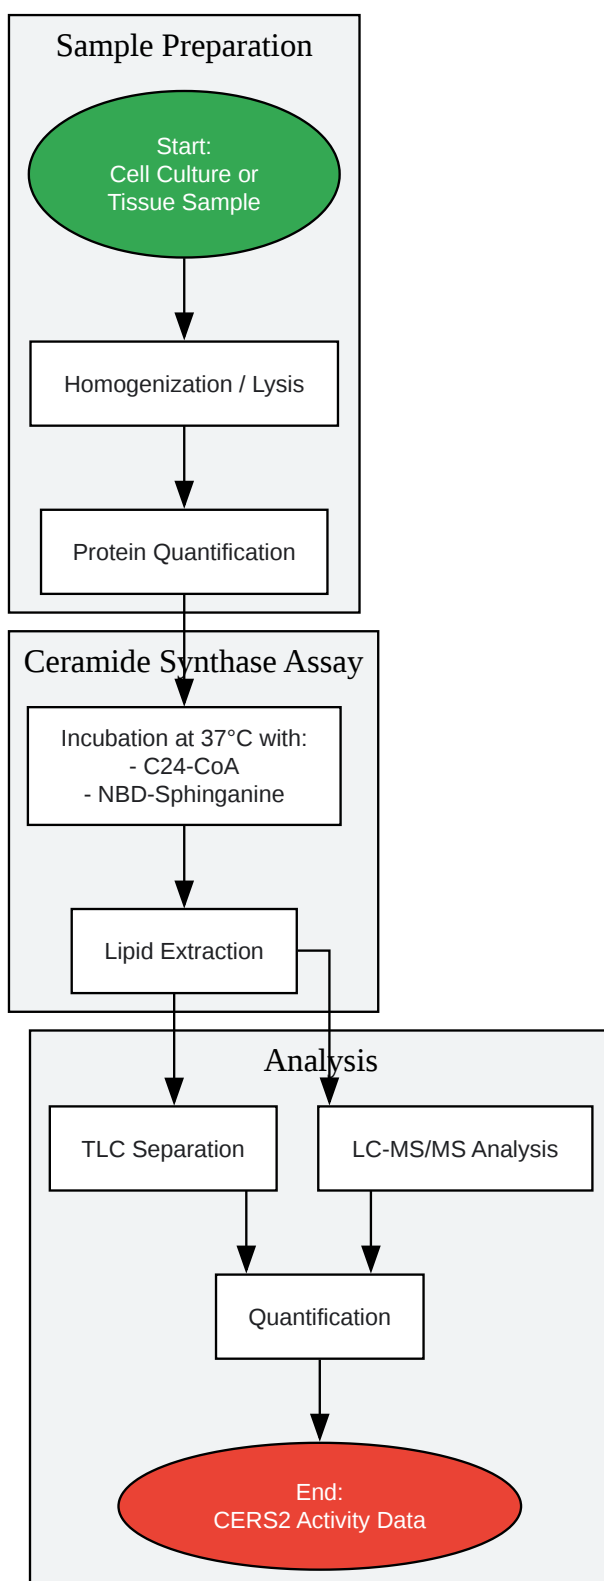 Sample Preparation
Start:
Cell Culture or
Tissue Sample
Homogenization / Lysis
Protein Quantification
Ceramide Synthase Assay
Incubation at 37°C with:
- C24-CoA
- NBD-Sphinganine
Lipid Extraction
Analysis
TLC Separation
LC-MS/MS Analysis
Quantification
End:
CERS2 Activity Data